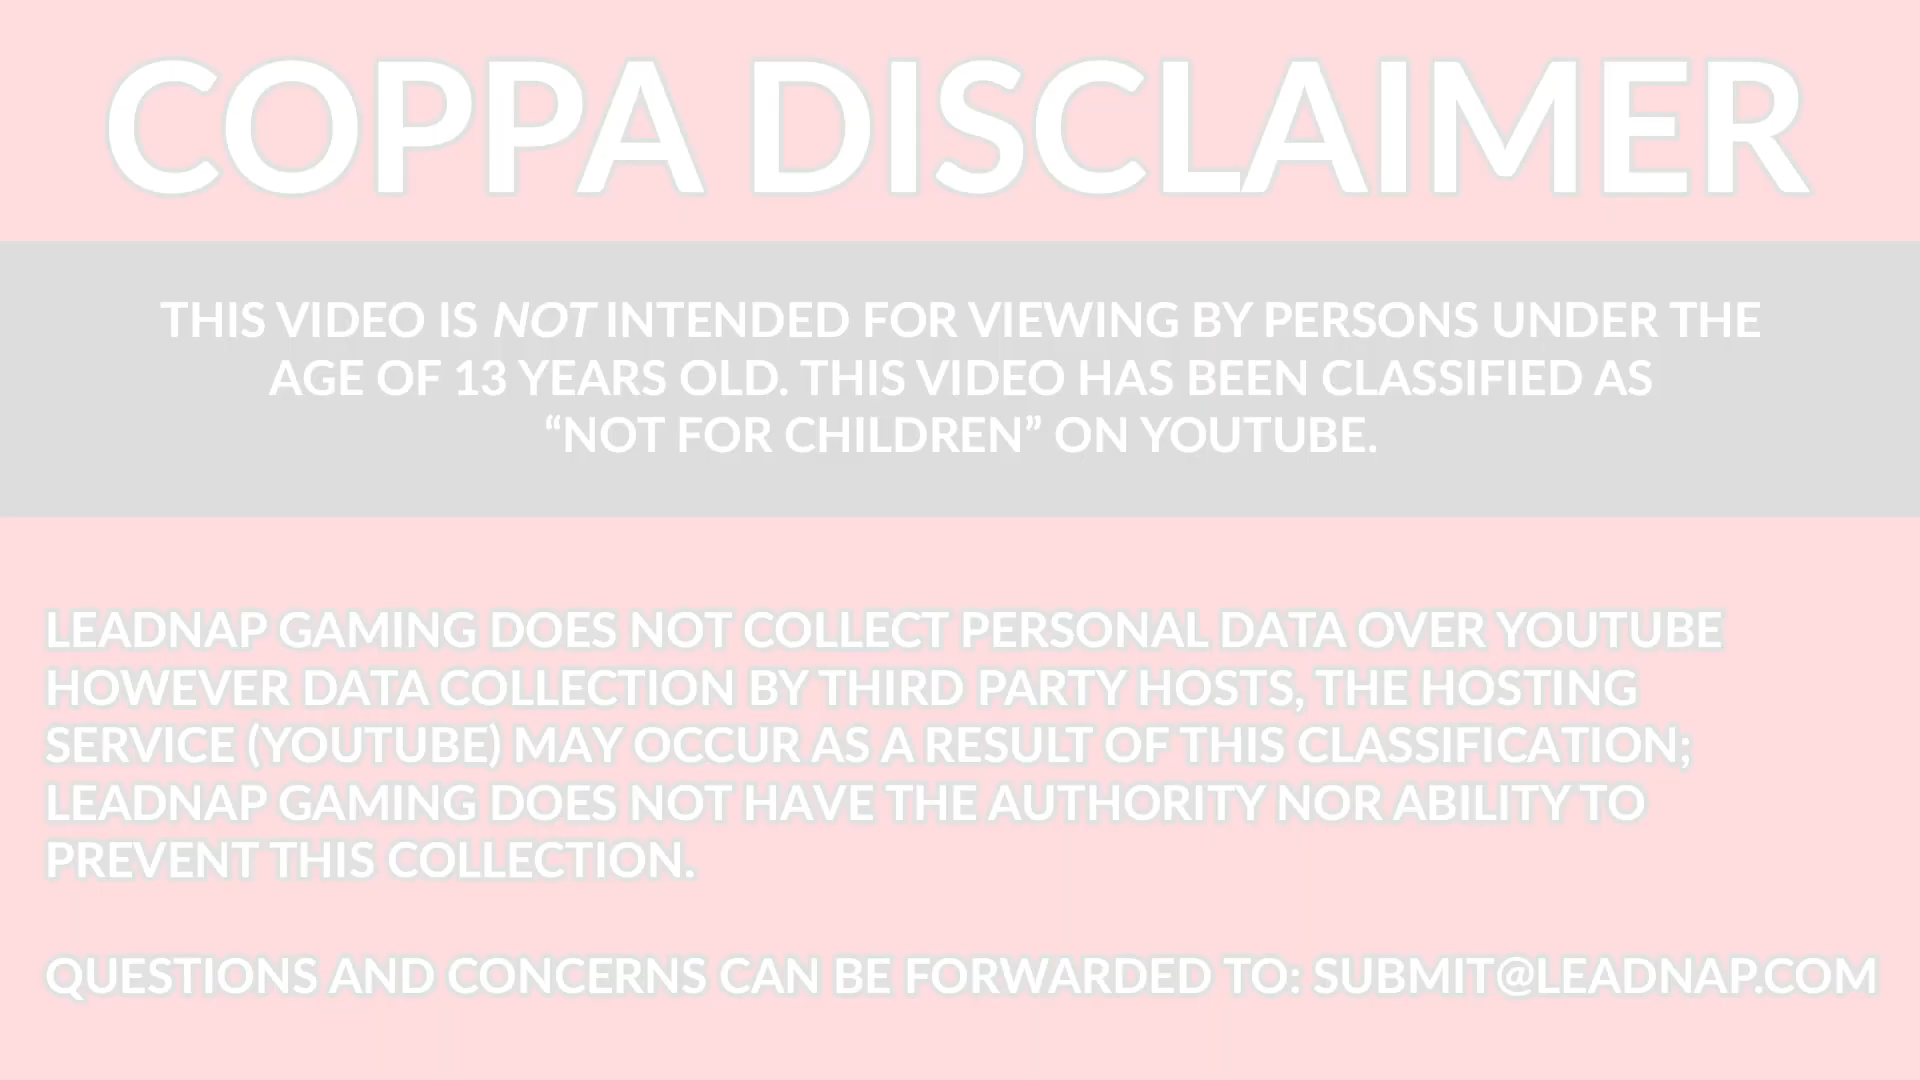 COPPA DISCLAIMER
THIS VIDEO IS NOT INTENDED FOR VIEWING BY PERSONS UNDER THE
AGE OF 13 YEARS OLD. THIS VIDEO HAS BEEN CLASSIFIED AS
“NOT FOR CHILDREN” ON YOUTUBE.
LEADNAP GAMING DOES NOT COLLECT PERSONAL DATA OVER YOUTUBE
HOWEVER DATA COLLECTION BY THIRD PARTY HOSTS, THE HOSTING
SERVICE (YOUTUBE) MAY OCCUR AS A RESULT OF THIS CLASSIFICATION;
LEADNAP GAMING DOES NOT HAVE THE AUTHORITY NOR ABILITY TO
PREVENT THIS COLLECTION.
QUESTIONS AND CONCERNS CAN BE FORWARDED TO: SUBMIT@LEADNAP.COM